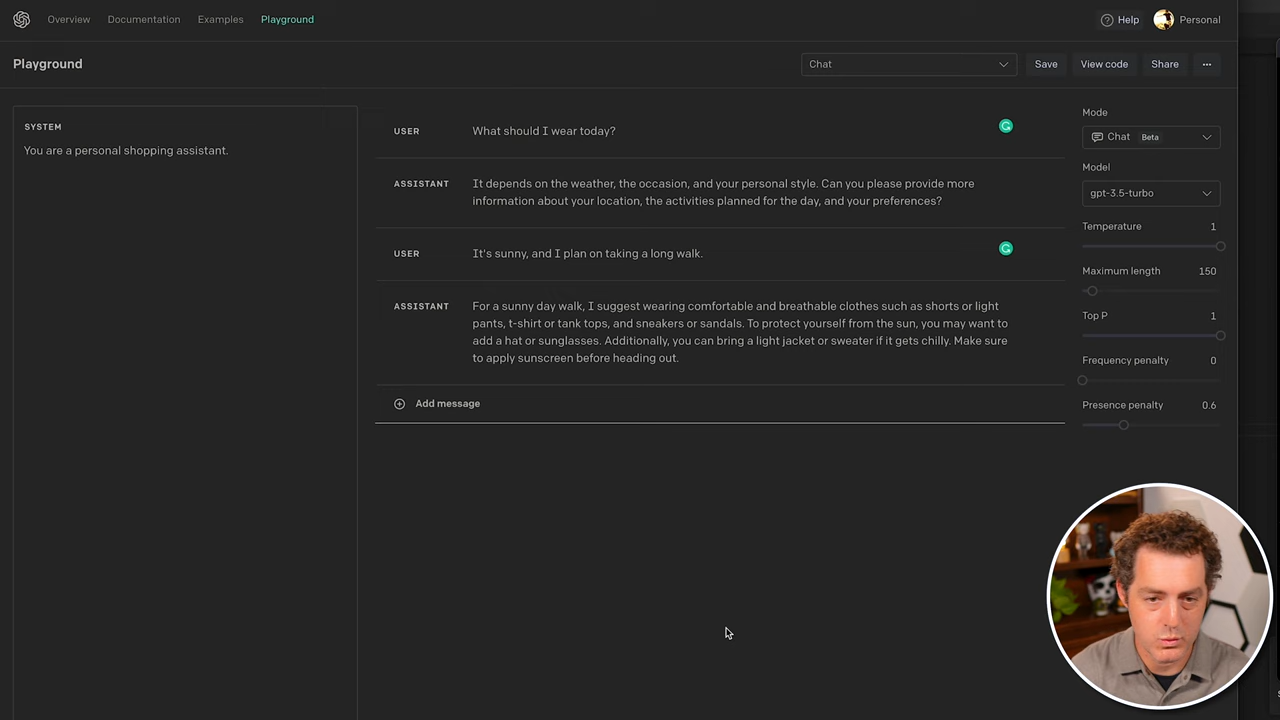 Overview Documentation Examples Playground Help Personal
Playground
Chat Save View code Share ...
SYSTEM
You are a personal shopping assistant.
USER What should I wear today?
ASSISTANT It depends on the weather, the occasion, and your personal style. Can you please provide more
information about your location, the activities planned for the day, and your preferences?
USER It's sunny, and I plan on taking a long walk.
ASSISTANT For a sunny day walk, I suggest wearing comfortable and breathable clothes such as shorts or light
pants, t-shirt or tank tops, and sneakers or sandals. To protect yourself from the sun, you may want to
add a hat or sunglasses. Additionally, you can bring a light jacket or sweater if it gets chilly. Make sure
to apply sunscreen before heading out.
Add message
Mode
Chat Beta
Model
gpt-3.5-turbo
Temperature 1
Maximum length 150
Top P 1
Frequency penalty 0
Presence penalty 0.6